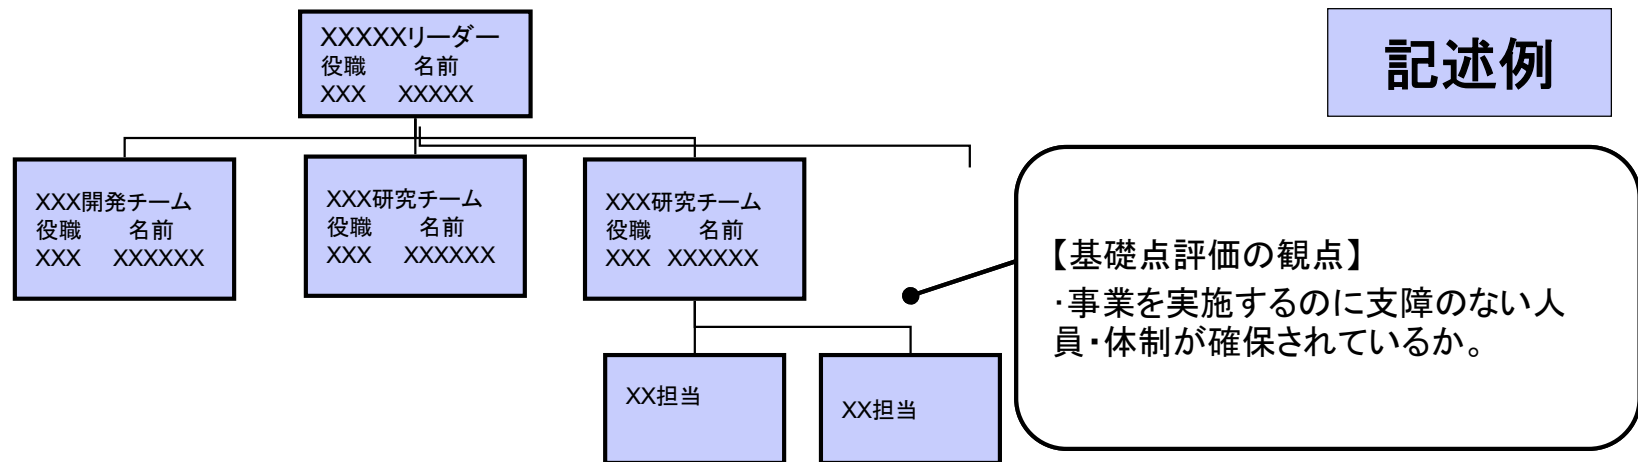 XXXXXリーダー
役職　　名前
XXX　XXXXX
記述例
XXX開発チーム
役職　　名前
XXX　XXXXXX
XXX研究チーム
役職　　名前
XXX　XXXXXX
XXX研究チーム
役職　　名前
XXX　XXXXXX
【基礎点評価の観点】
・事業を実施するのに支障のない人
員・体制が確保されているか。
XX担当
XX担当